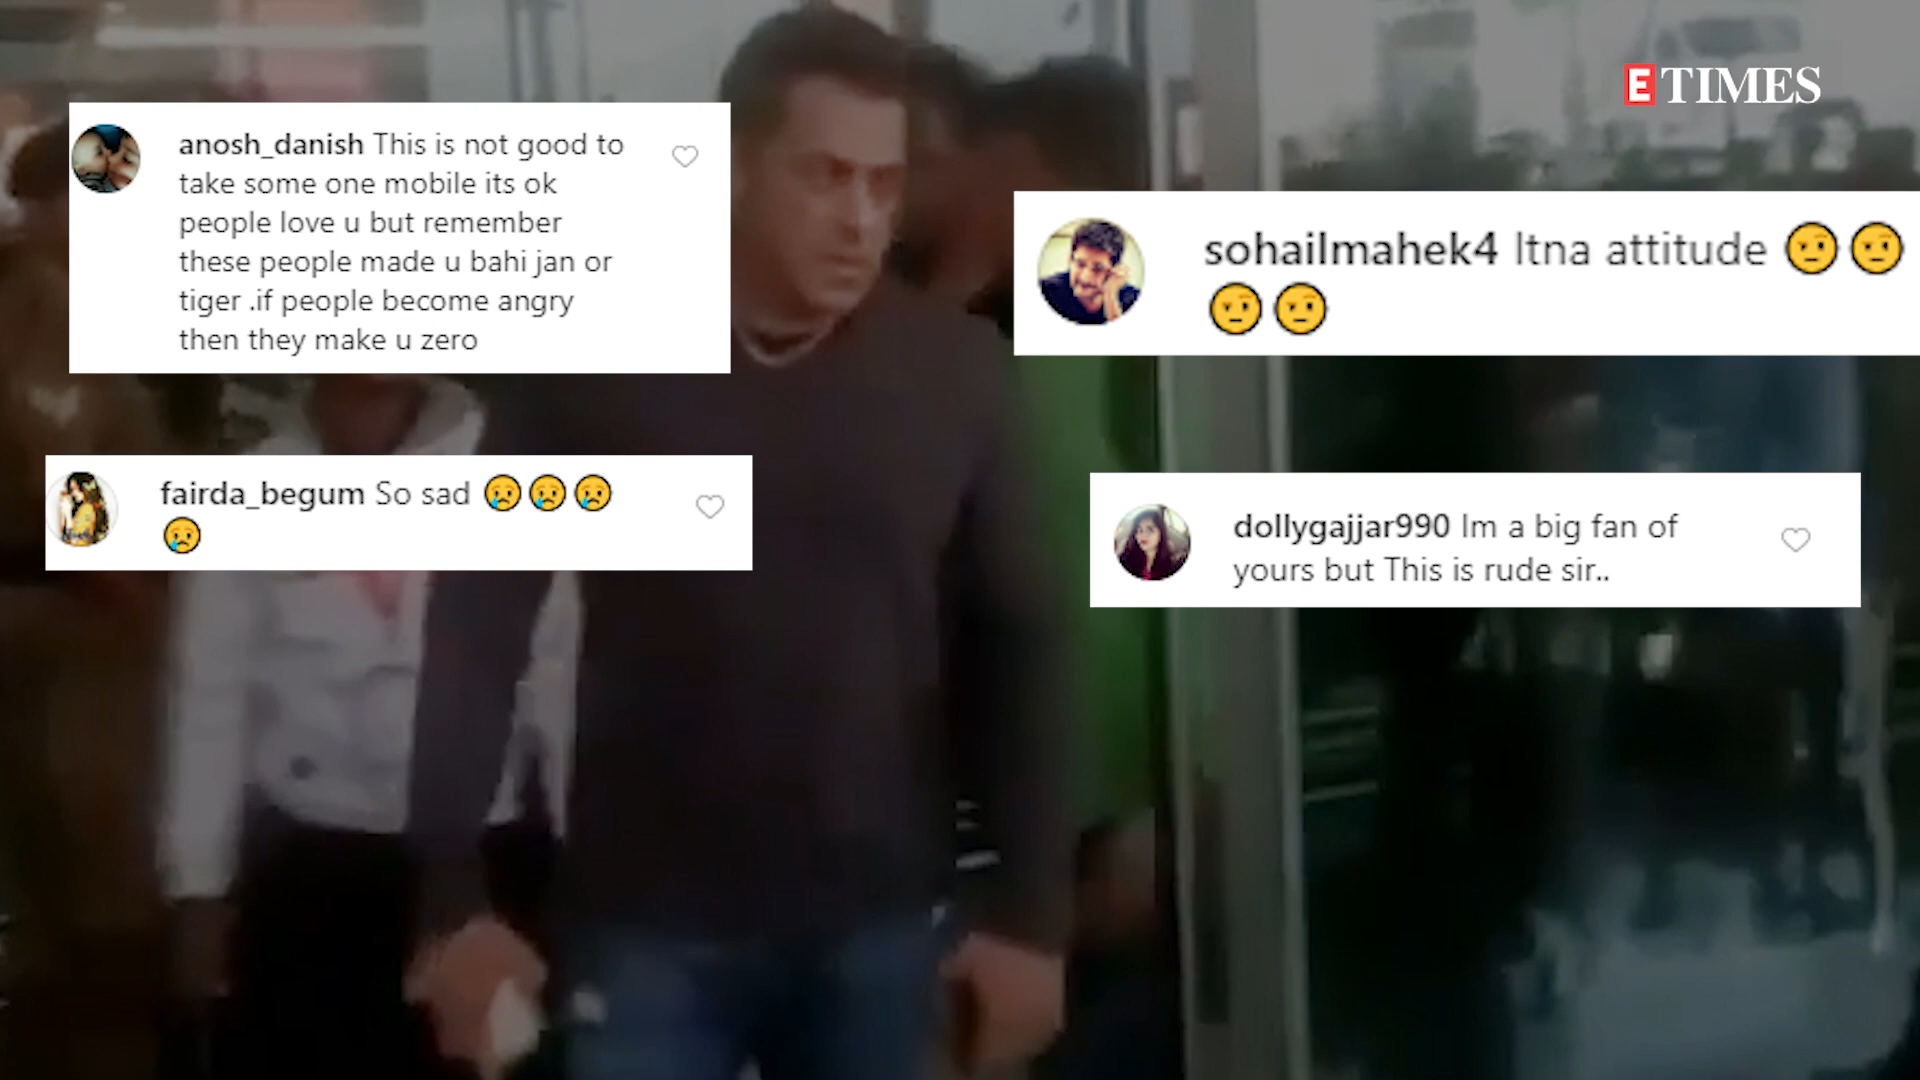 ETIMES
anosh_danish This is not good to
take some one mobile its ok
people love u but remember
these people made u bahi jan or
tiger .if people become angry
then they make u zero
sohailmahek4 Itna attitude 🤨🤨
🤨🤨
fairda_begum So sad 😢😢😢
😢
dollygajjar990 Im a big fan of
yours but This is rude sir..